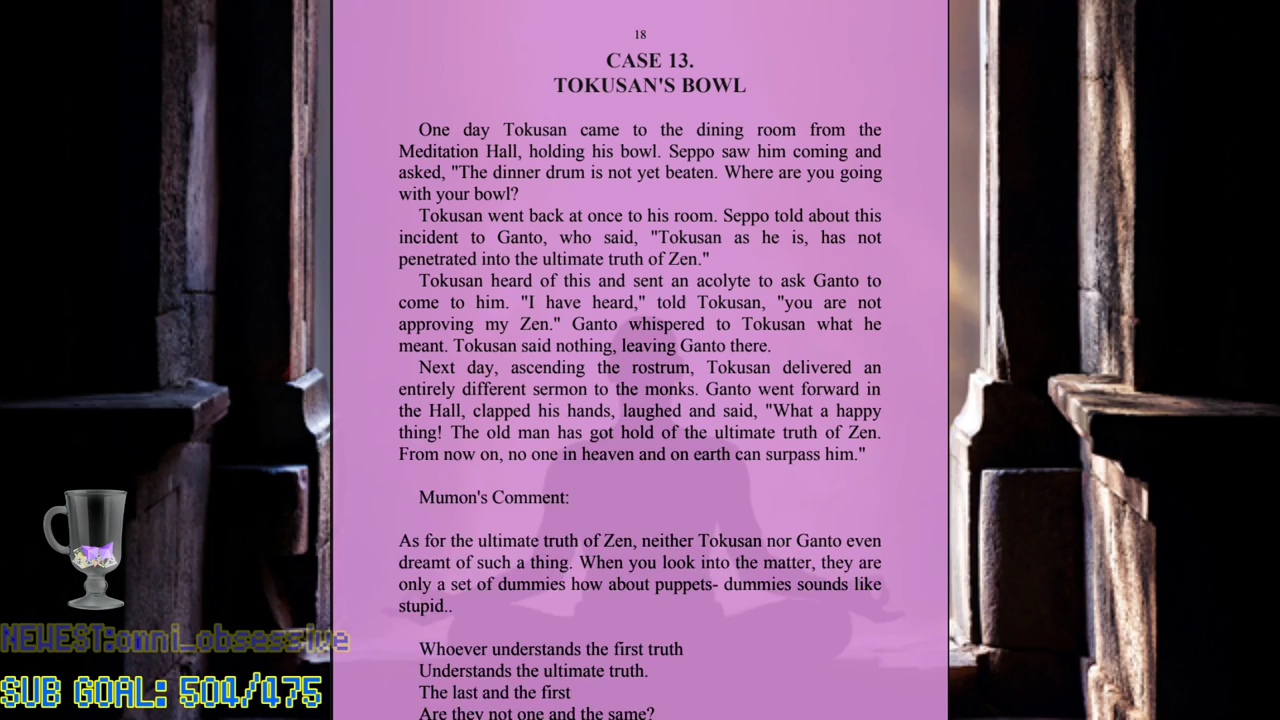 18
CASE 13.
TOKUSAN'S BOWL
One day Tokusan came to the dining room from the
Meditation Hall, holding his bowl. Seppo saw him coming and
asked, "The dinner drum is not yet beaten. Where are you going
with your bowl?
Tokusan went back at once to his room. Seppo told about this
incident to Ganto, who said, "Tokusan as he is, has not
penetrated into the ultimate truth of Zen."
Tokusan heard of this and sent an acolyte to ask Ganto to
come to him. "I have heard," told Tokusan, "you are not
approving my Zen." Ganto whispered to Tokusan what he
meant. Tokusan said nothing, leaving Ganto there.
Next day, ascending the rostrum, Tokusan delivered an
entirely different sermon to the monks. Ganto went forward in
the Hall, clapped his hands, laughed and said, "What a happy
thing! The old man has got hold of the ultimate truth of Zen.
From now on, no one in heaven and on earth can surpass him."
Mumon's Comment:
As for the ultimate truth of Zen, neither Tokusan nor Ganto even
dreamt of such a thing. When you look into the matter, they are
only a set of dummies how about puppets- dummies sounds like
stupid..
Whoever understands the first truth
Understands the ultimate truth.
The last and the first
Are they not one and the same?
NEWEST:omni_obsessive
SUB GOAL: 504/475